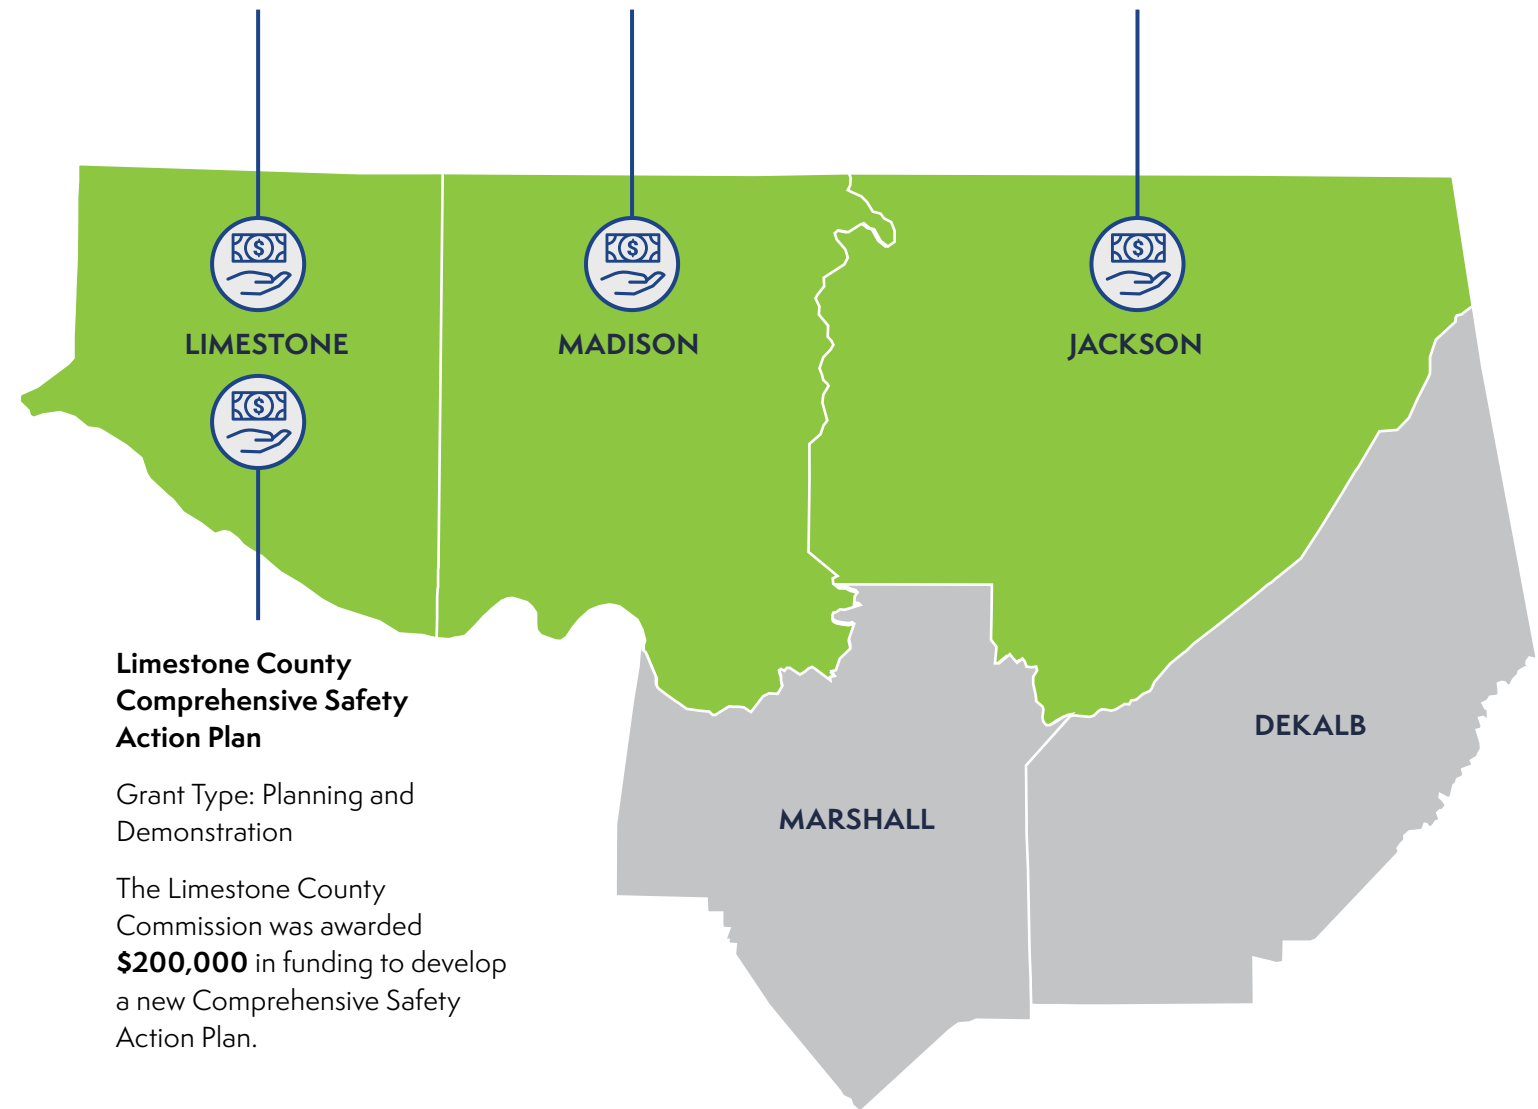 LIMESTONE
MADISON
JACKSON
Limestone County
Comprehensive Safety
Action Plan
Grant Type: Planning and
Demonstration
The Limestone County
Commission was awarded
$200,000 in funding to develop
a new Comprehensive Safety
Action Plan.
MARSHALL
DEKALB